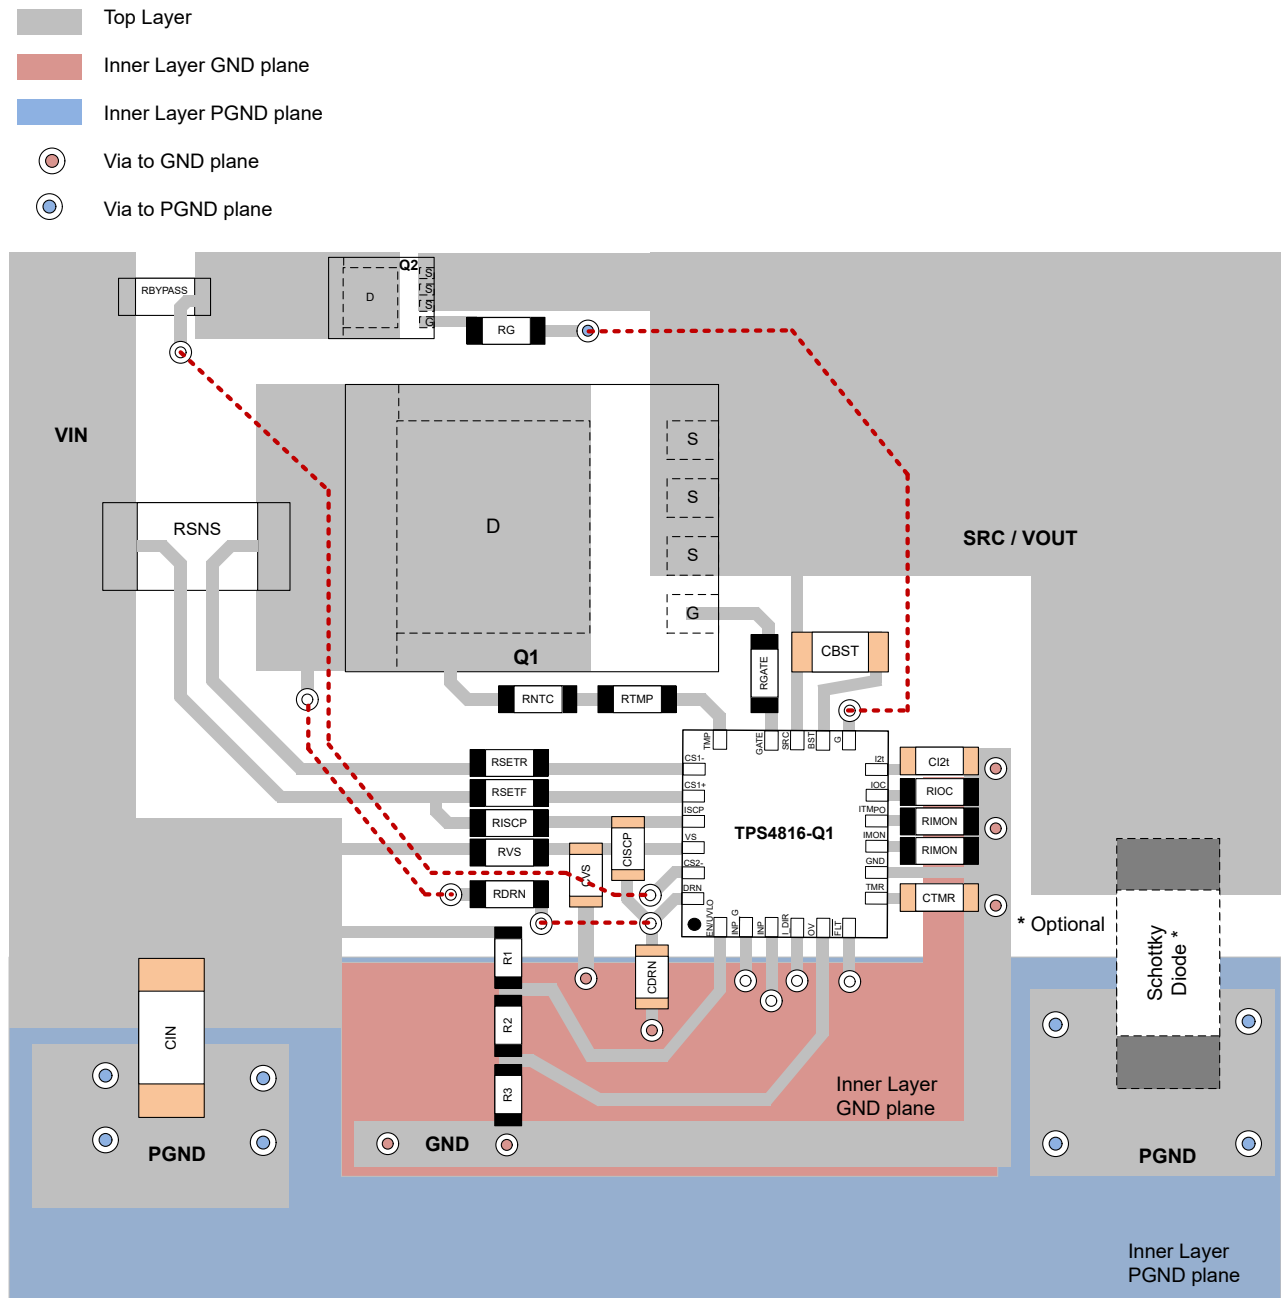 Top Layer
Inner Layer GND plane
Inner Layer PGND plane
Via to GND plane
Via to PGND plane
RBYPASS
Q2
D
S
S
S
G
RG
VIN
RSNS
D
S
S
S
G
Q1
SRC / VOUT
RGATE
CBST
RNTC
RTMP
TMP
GATE
SRC
BST
G
RSETR
RSETF
RISCP
RVS
RDRN
CVS
CISCP
CS1-
CS1+
ISCP
VS
CS2-
DRN
TPS4816-Q1
I2t
IOC
ITMPO
IMON
GND
TMR
CI2t
RIOC
RIMON
RIMON
CTMR
EN/UVLO
INP_G
INP
I_DIR
OV
FLT
* Optional
Schottky
Diode *
R1
R2
R3
CDRN
CIN
PGND
GND
Inner Layer
GND plane
PGND
Inner Layer
PGND plane